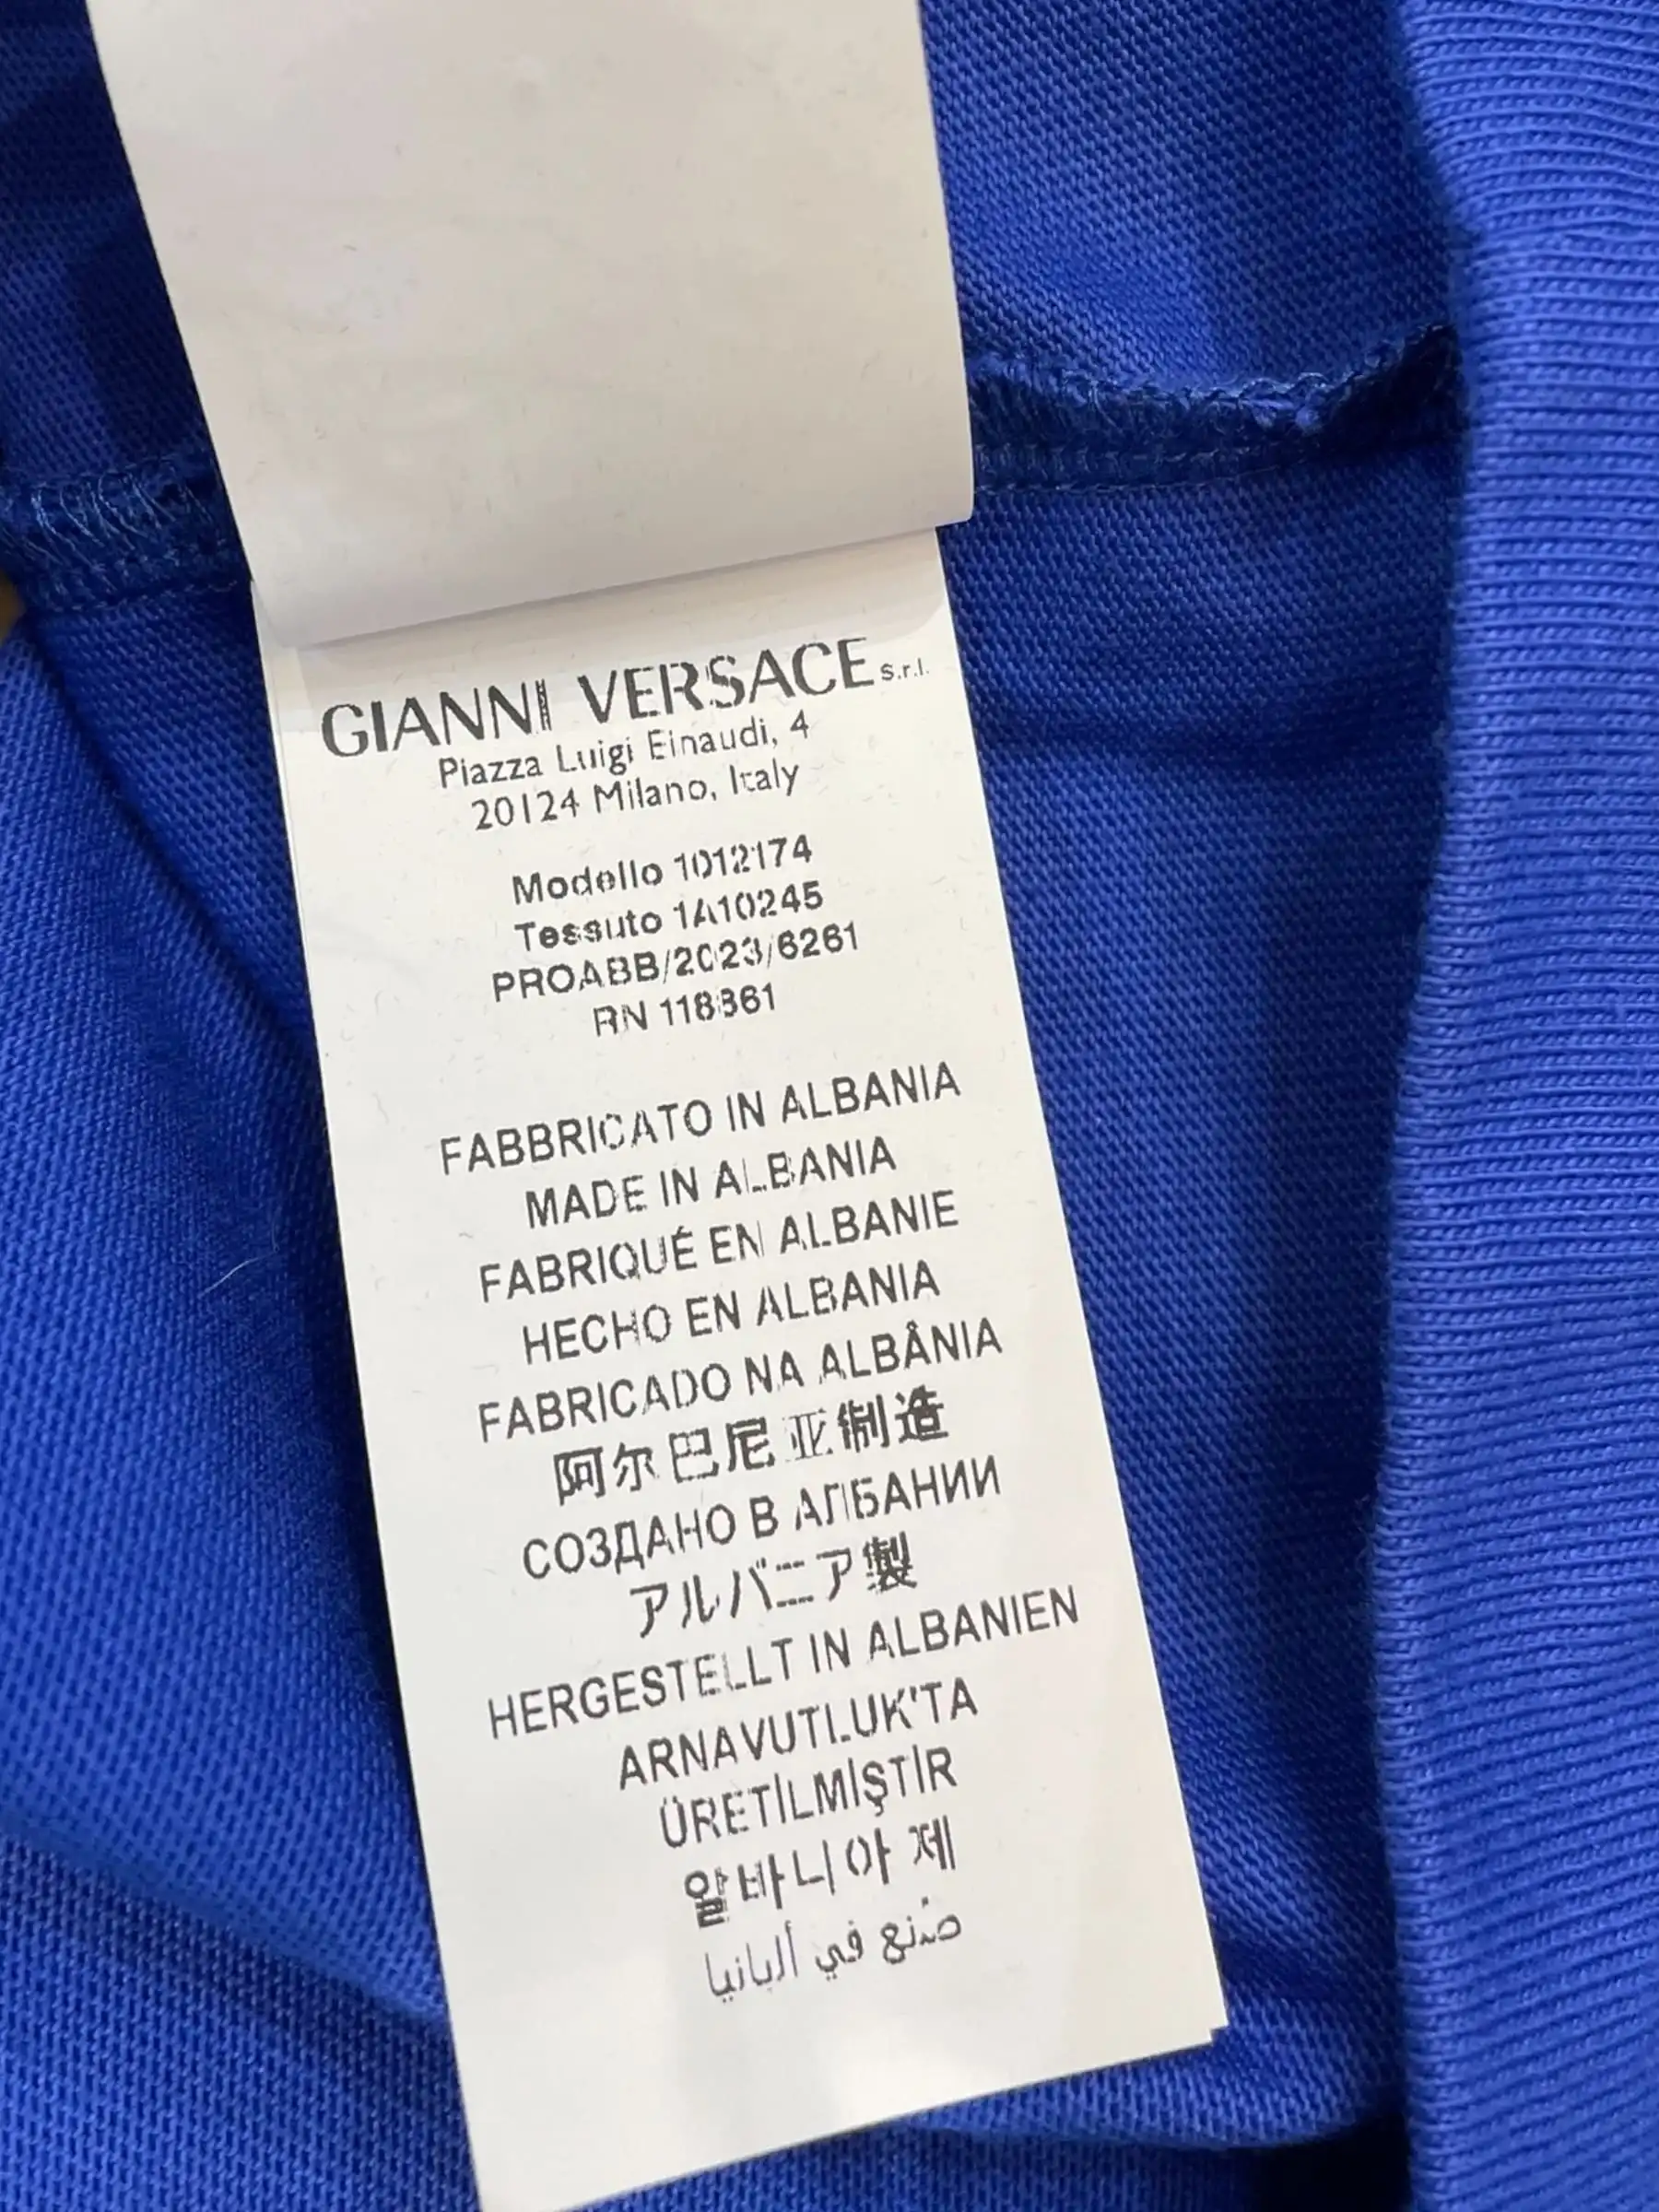 GIANNI VERSACE s.r.l.
Piazza Luigi Einaudi, 4
20124 Milano, Italy
Modello 1012174
Tessuto 1A10245
PROABB/2023/6261
RN 118361
FABBRICATO IN ALBANIA
MADE IN ALBANIA
FABRIQUÉ EN ALBANIE
HECHO EN ALBANIA
FABRICADO NA ALBÂNIA
阿尔巴尼亚制造
СОЗДАНО В АЛБАНИИ
アルバニア製
HERGESTELLT IN ALBANIEN
ARNAVUTLUK'TA
ÜRETİLMİŞTİR
알바니아 제
صُنع في ألبانيا